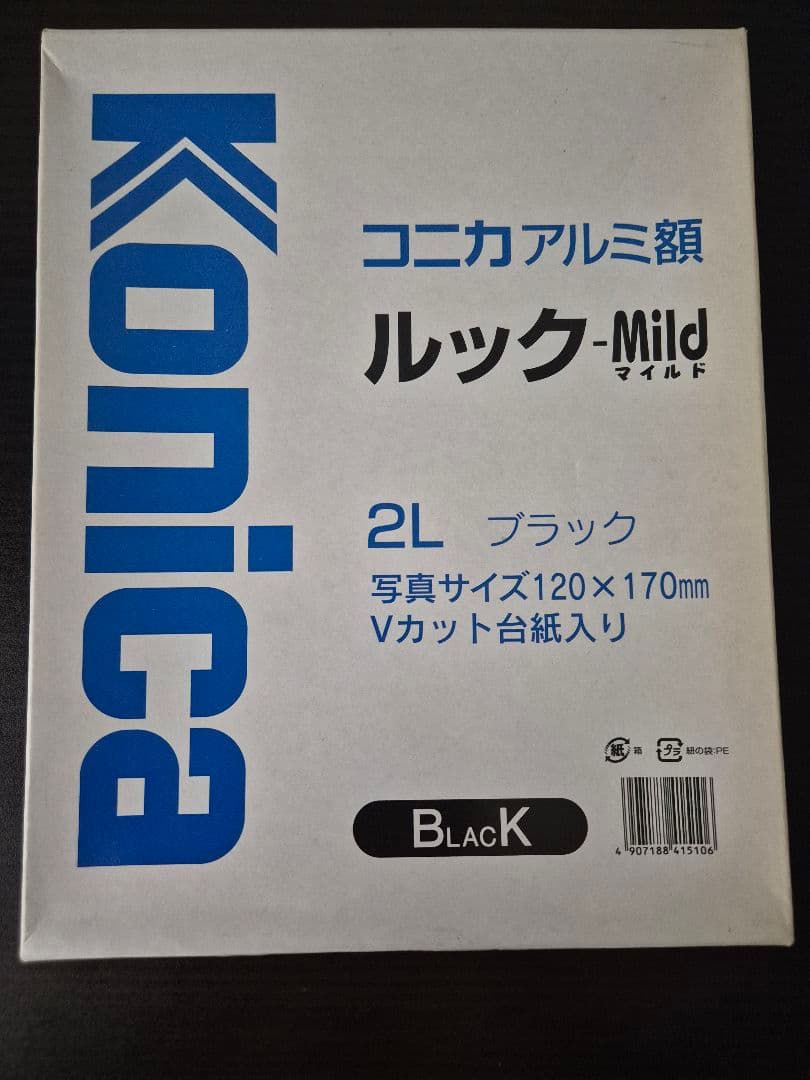 Konica
コニカアルミ額
ルック-Mild
マイルド
2L ブラック
写真サイズ120×170mm
Vカット台紙入り
紙 箱 プラ 紐の袋:PE
BLACK
4 907188 415106